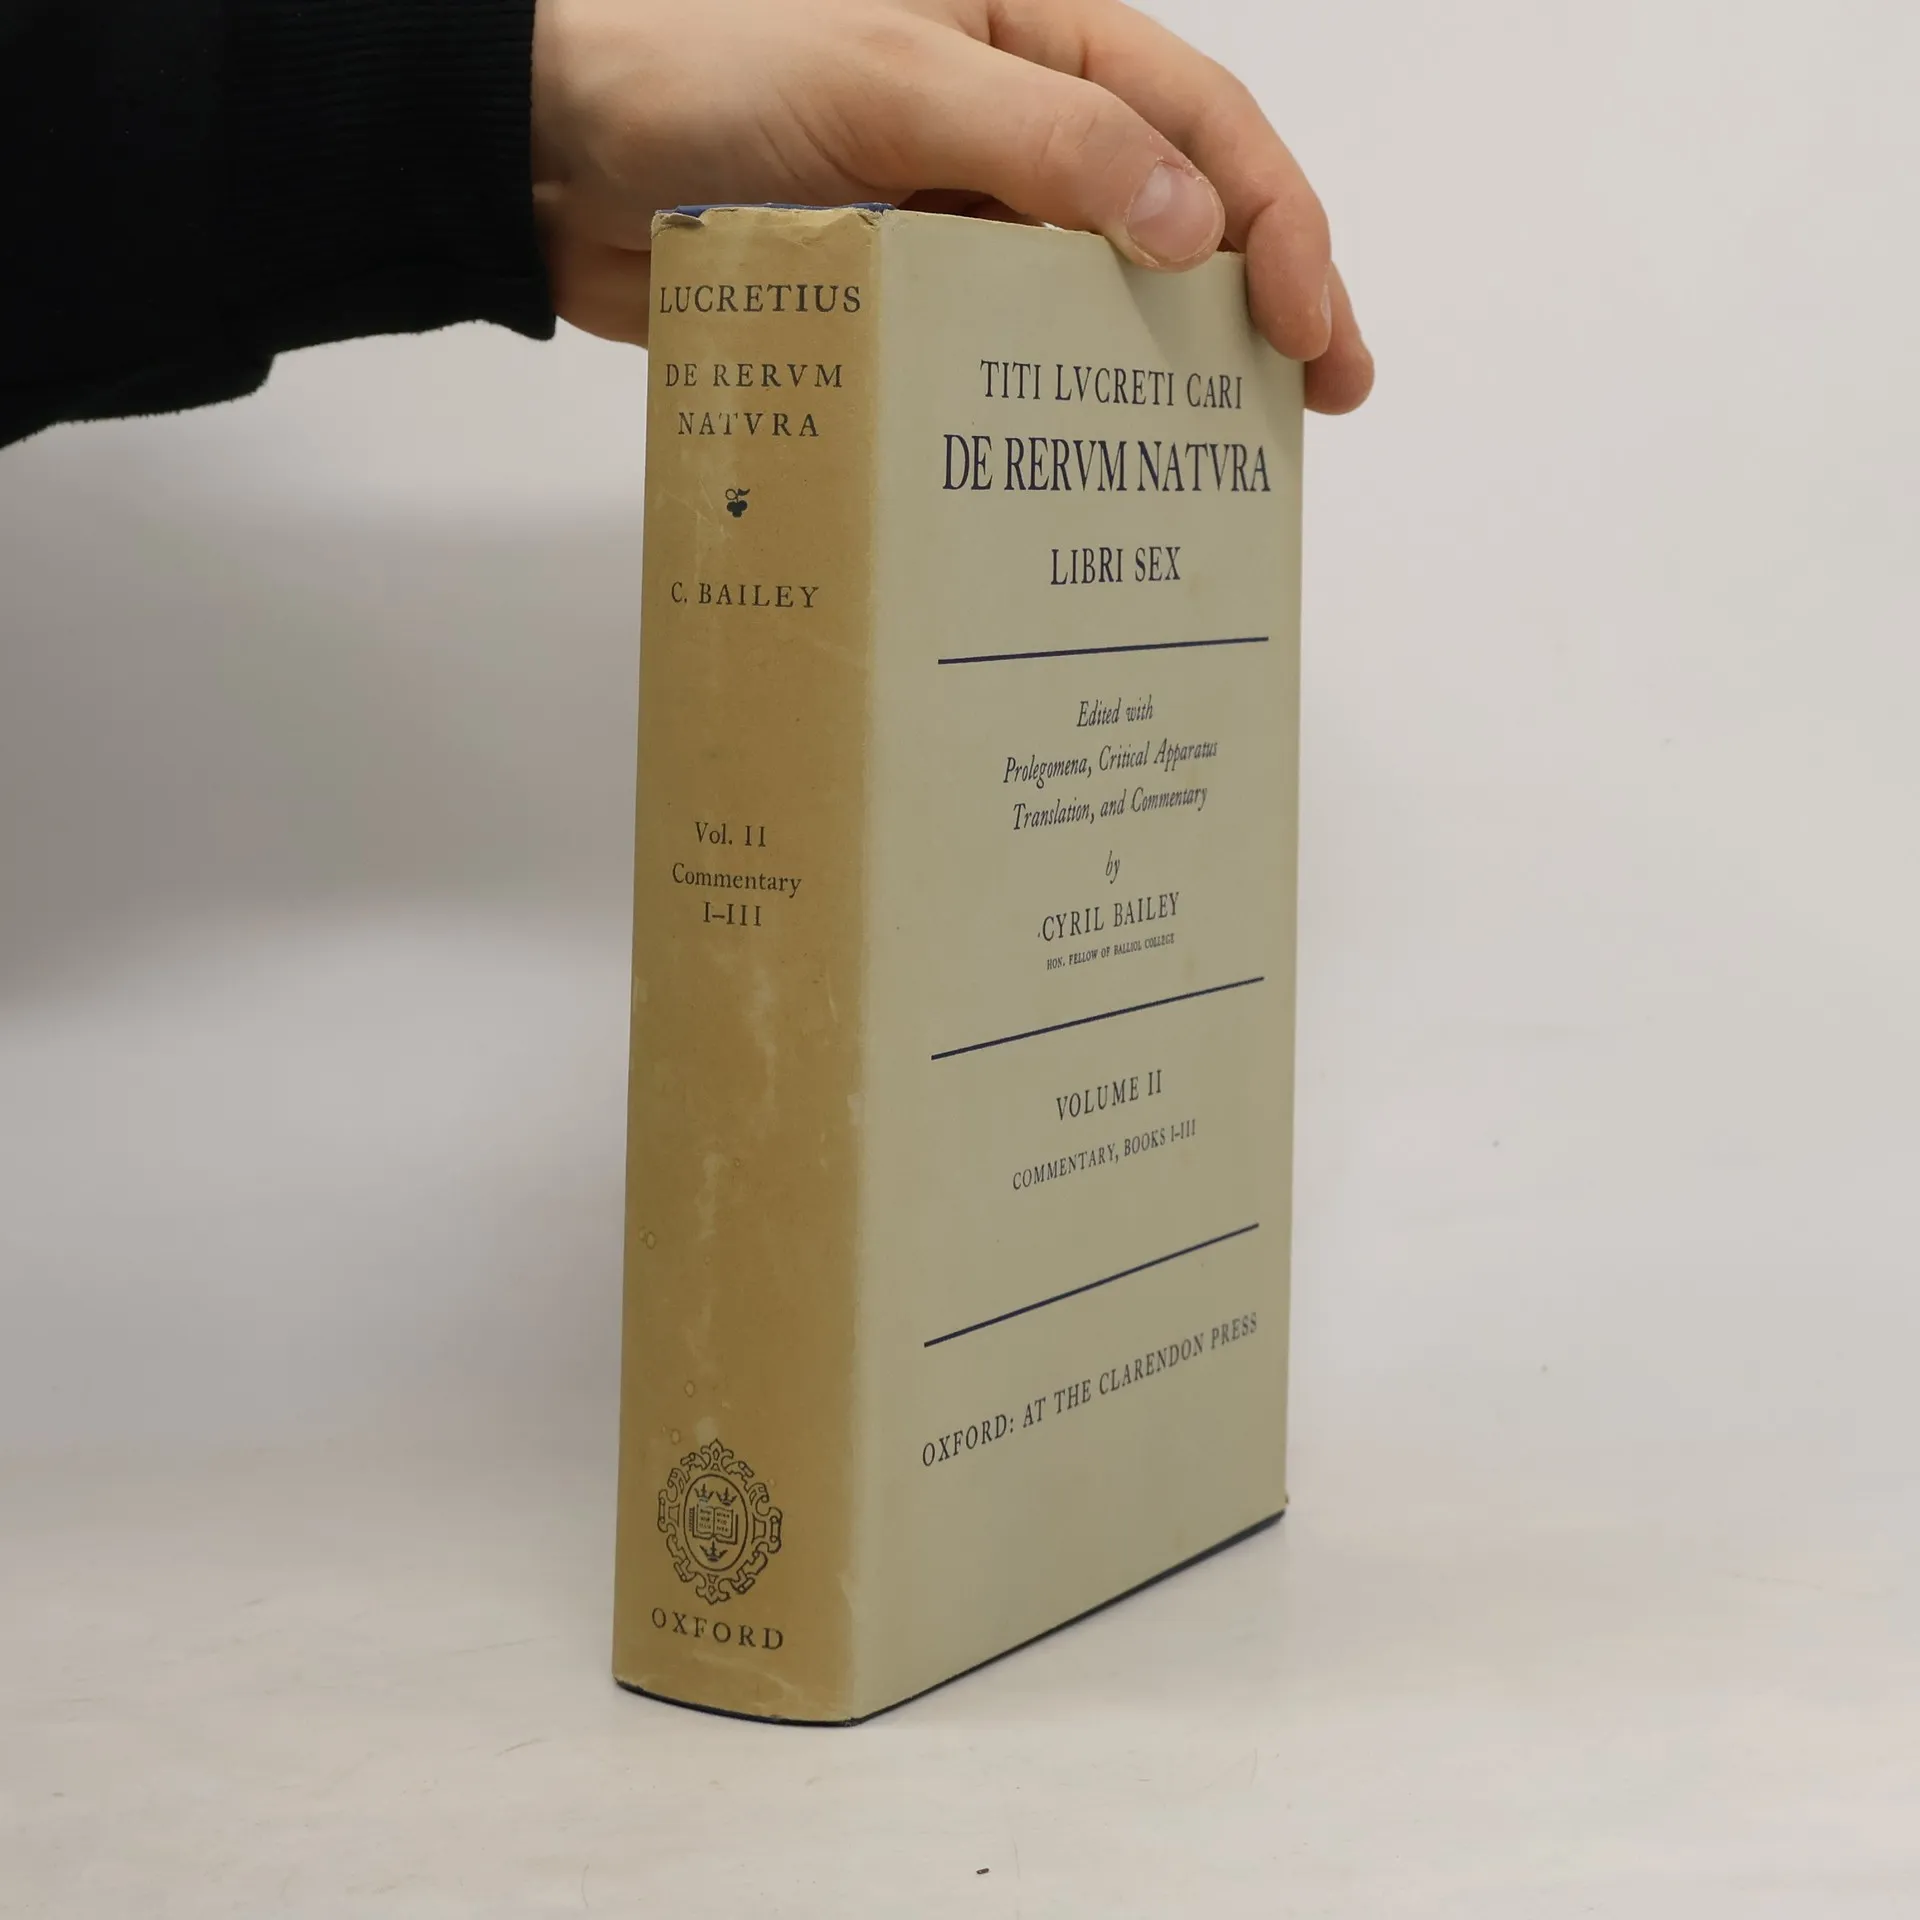 LUCRETIUS
DE RERVM
NATVRA
C. BAILEY
Vol. II
Commentary
I–III
OXFORD
TITI LVCRETI CARI
DE RERVM NATVRA
LIBRI SEX
Edited with
Prolegomena, Critical Apparatus
Translation, and Commentary
by
CYRIL BAILEY
HON. FELLOW OF BALLIOL COLLEGE
VOLUME II
COMMENTARY, BOOKS I–III
OXFORD: AT THE CLARENDON PRESS